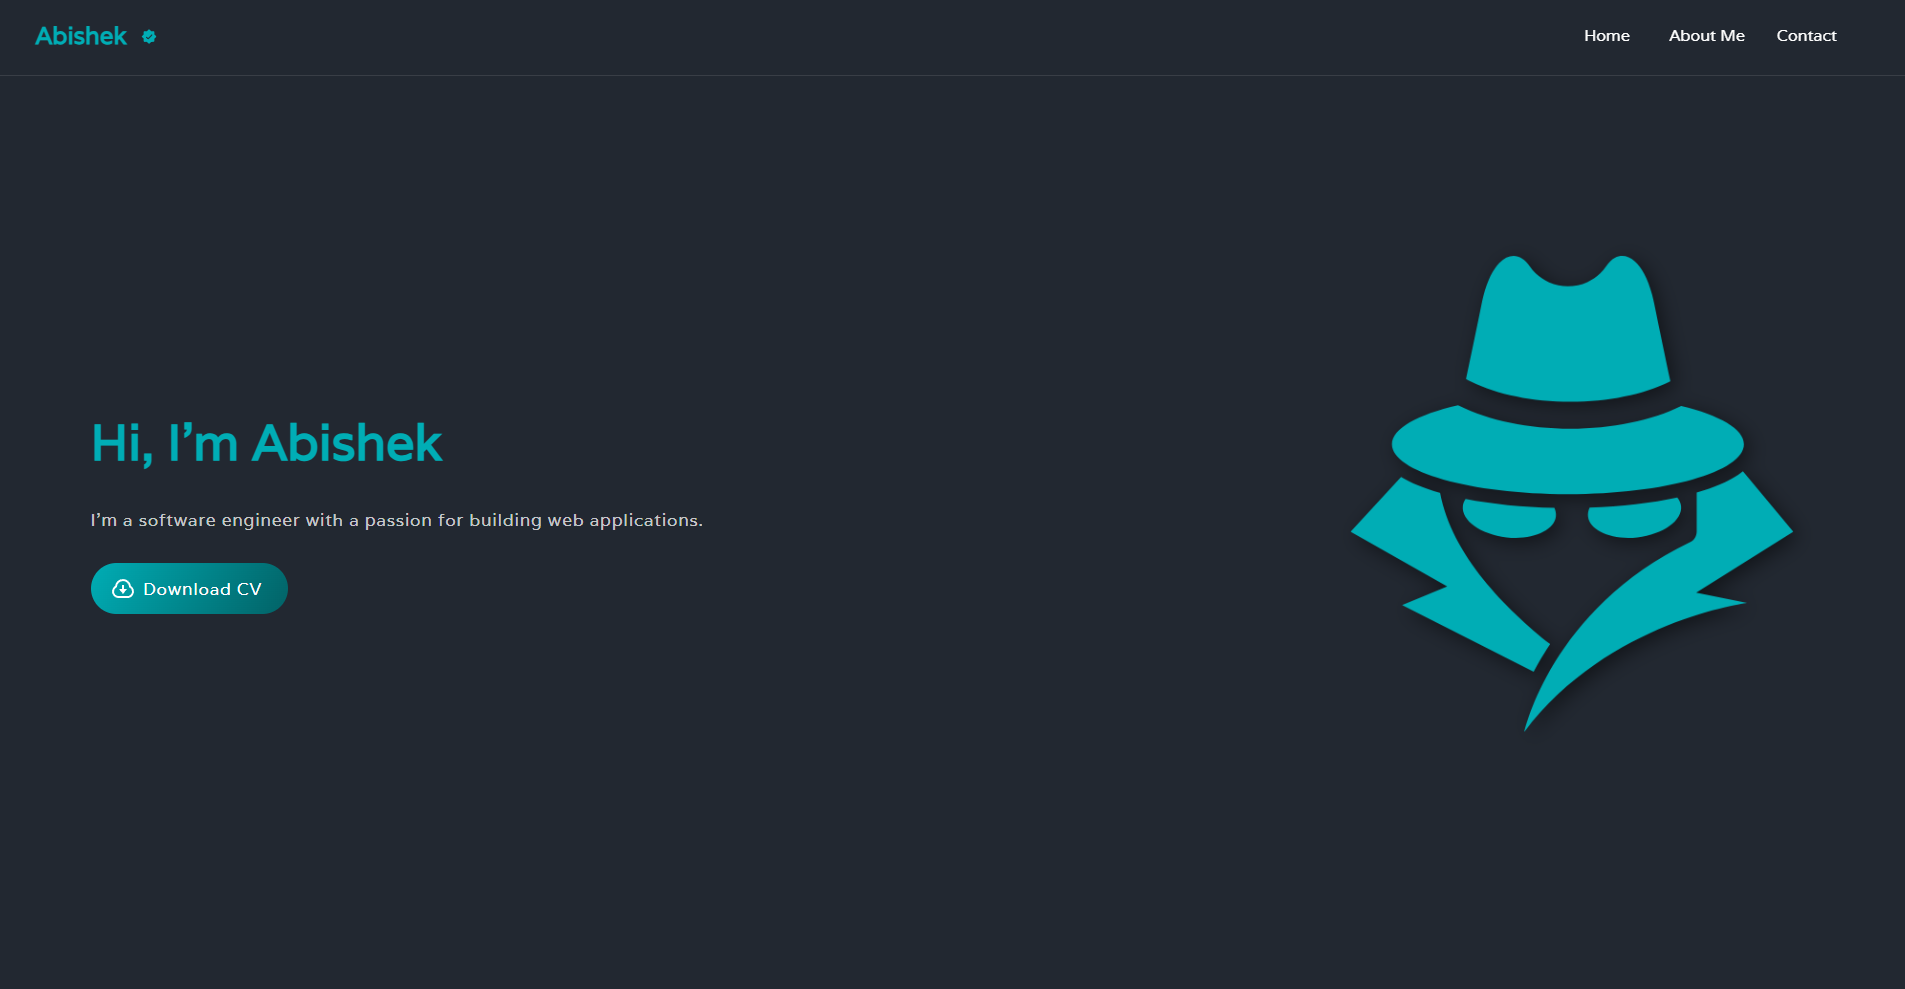 Abishek
Home About Me Contact
Hi, I’m Abishek
I’m a software engineer with a passion for building web applications.
Download CV